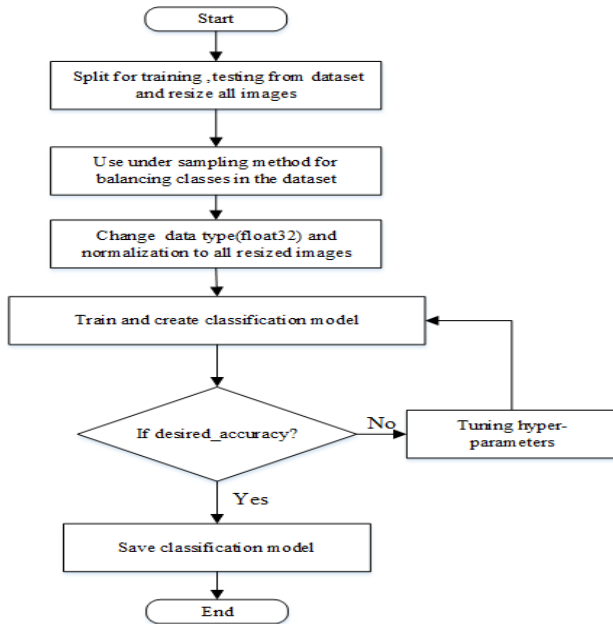 Start
Split for training ,testing from dataset
and resize all images
Use under sampling method for
balancing classes in the dataset
Change data type(float32) and
normalization to all resized images
Train and create classification model
If desired_accuracy?
No
Tuning hyper-
parameters
Yes
Save classification model
End